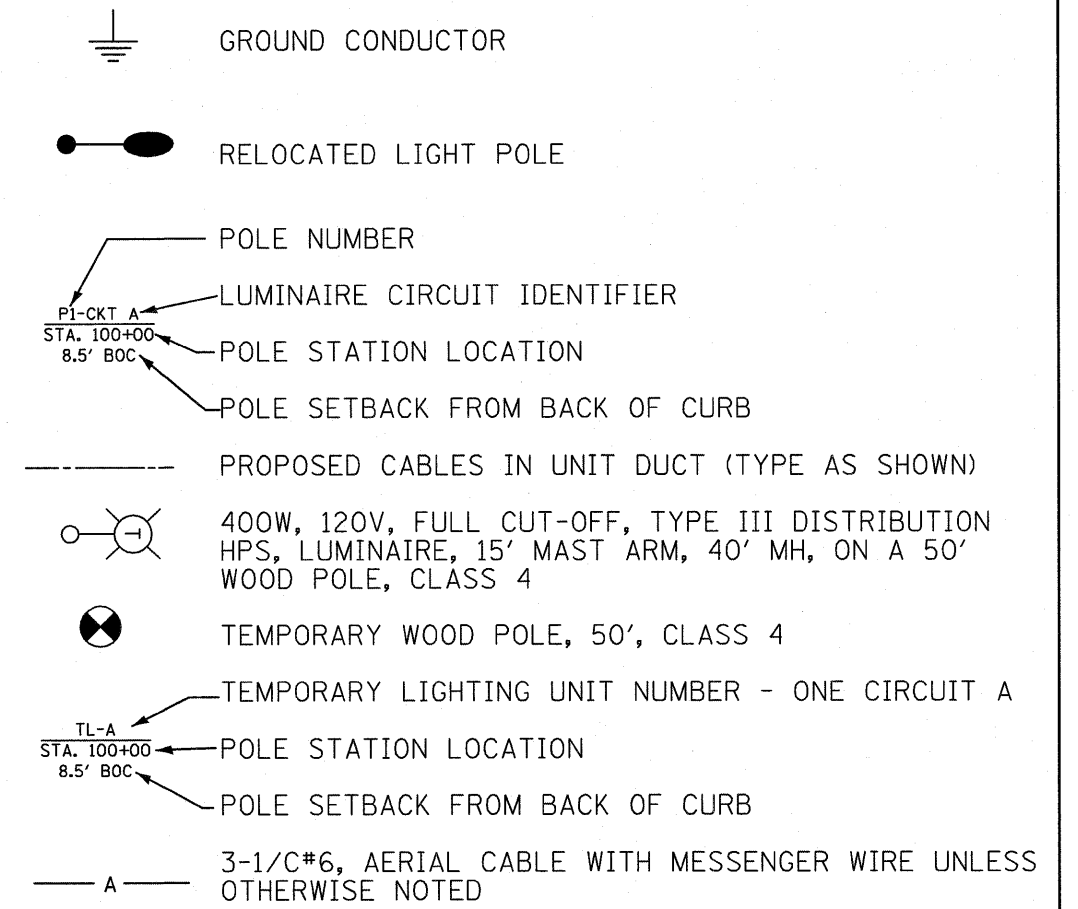 GROUND CONDUCTOR
RELOCATED LIGHT POLE
POLE NUMBER
LUMINAIRE CIRCUIT IDENTIFIER
P1-CKT A
STA. 100+00
8.5' BOC
POLE STATION LOCATION
POLE SETBACK FROM BACK OF CURB
PROPOSED CABLES IN UNIT DUCT (TYPE AS SHOWN)
400W, 120V, FULL CUT-OFF, TYPE III DISTRIBUTION
HPS, LUMINAIRE, 15' MAST ARM, 40' MH, ON A 50'
WOOD POLE, CLASS 4
TEMPORARY WOOD POLE, 50', CLASS 4
TEMPORARY LIGHTING UNIT NUMBER - ONE CIRCUIT A
TL-A
STA. 100+00
8.5' BOC
POLE STATION LOCATION
POLE SETBACK FROM BACK OF CURB
A
3-1/C#6, AERIAL CABLE WITH MESSENGER WIRE UNLESS
OTHERWISE NOTED